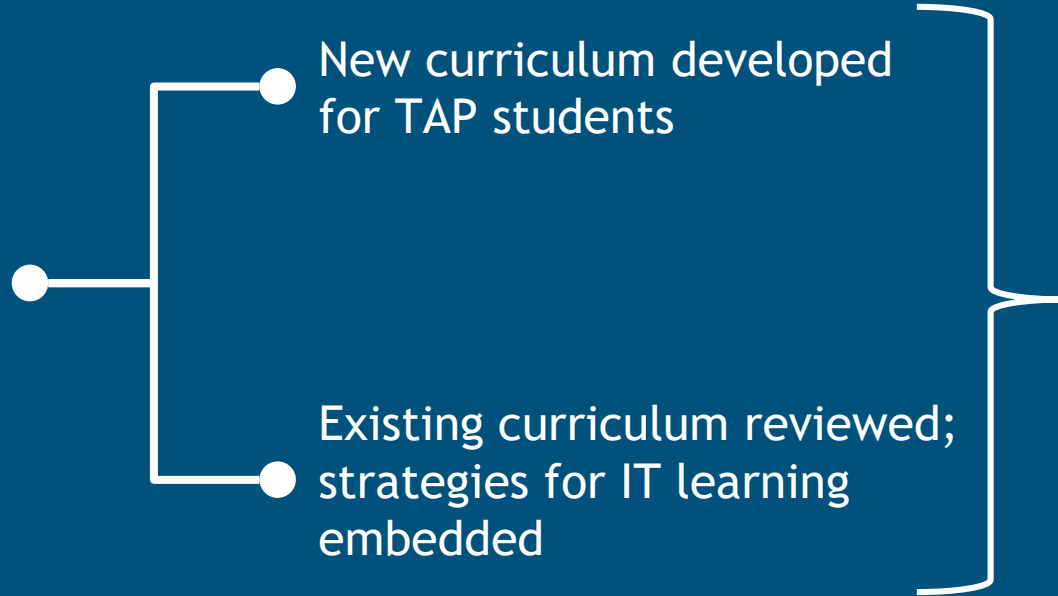 New curriculum developed
for TAP students
Existing curriculum reviewed;
strategies for IT learning
embedded